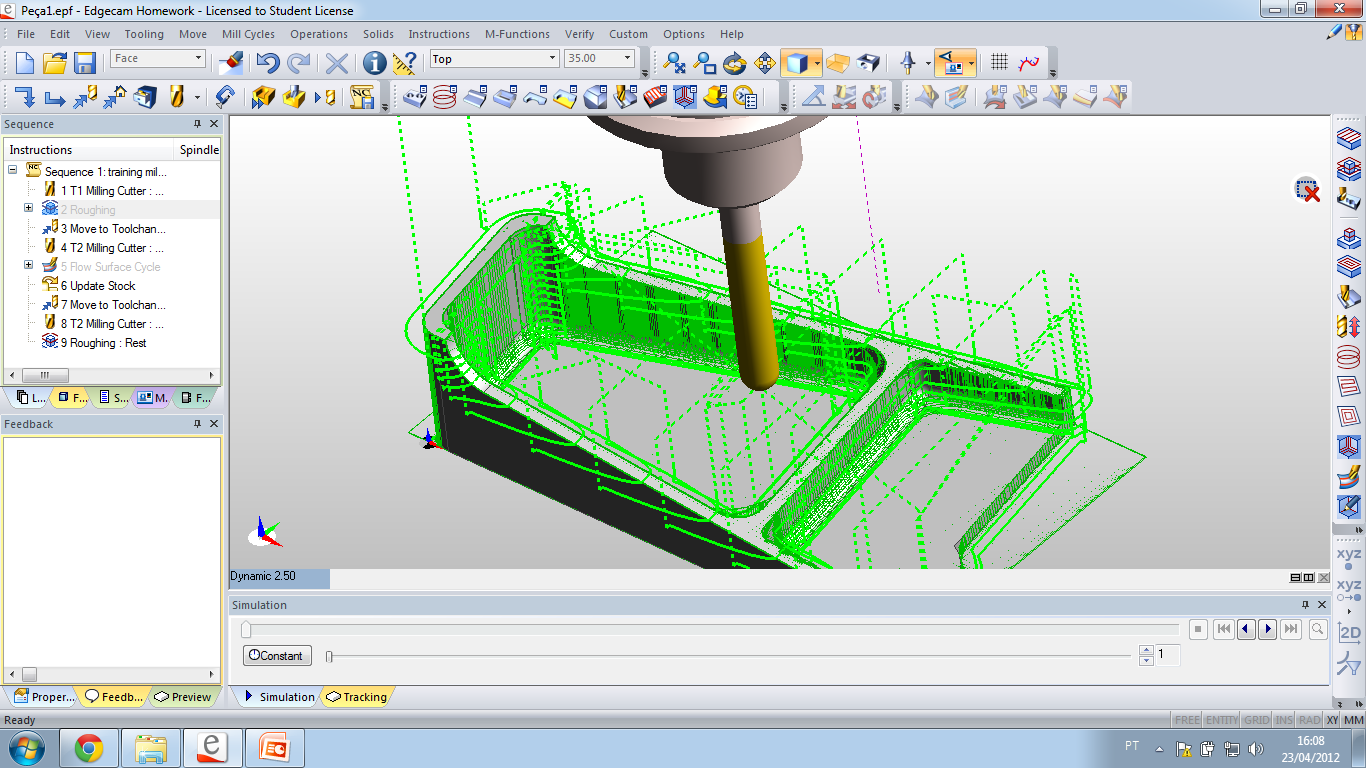 Peça1.epf - Edgecam Homework - Licensed to Student License
File Edit View Tooling Move Mill Cycles Operations Solids Instructions M-Functions Verify Custom Options Help
Face Top 35.00
Sequence
Instructions Spindle
Sequence 1: training mil...
1 T1 Milling Cutter : ...
2 Roughing
3 Move to Toolchan...
4 T2 Milling Cutter : ...
5 Flow Surface Cycle
6 Update Stock
7 Move to Toolchan...
8 T2 Milling Cutter : ...
9 Roughing : Rest
L... F... S... M. F...
Feedback
Dynamic 2.50
Simulation
Constant 1
xyz
xyz
2D
Proper... Feedb... Preview Simulation Tracking
Ready FREE ENTITY GRID INS RAD XY MM
PT 16:08
23/04/2012